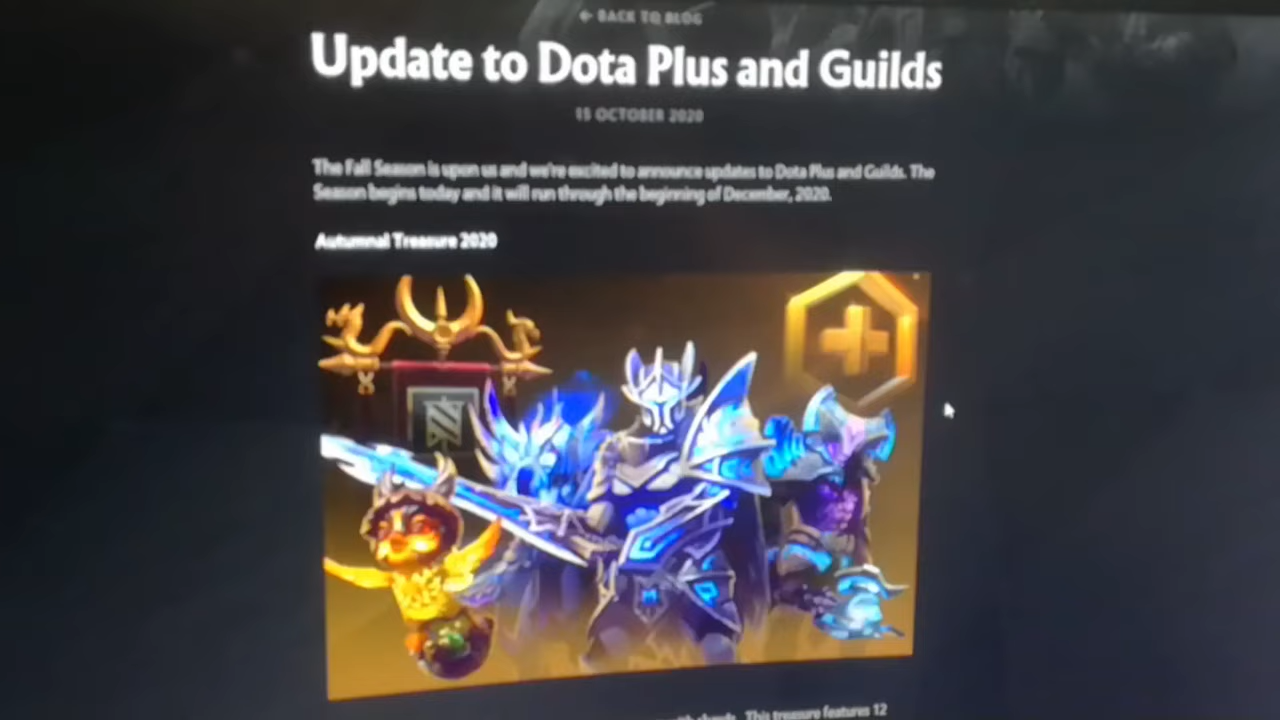 ← BACK TO BLOG
Update to Dota Plus and Guilds
15 OCTOBER 2020
The Fall Season is upon us and we're excited to announce updates to Dota Plus and Guilds. The
Season begins today and it will run through the beginning of December, 2020.
Autumnal Treasure 2020
with shards. This treasure features 12